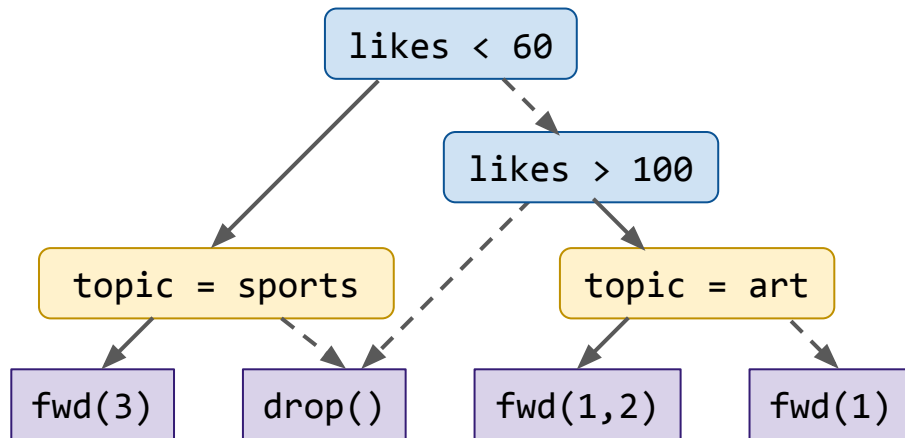 likes < 60
likes > 100
topic = sports
topic = art
fwd(3)
drop()
fwd(1,2)
fwd(1)